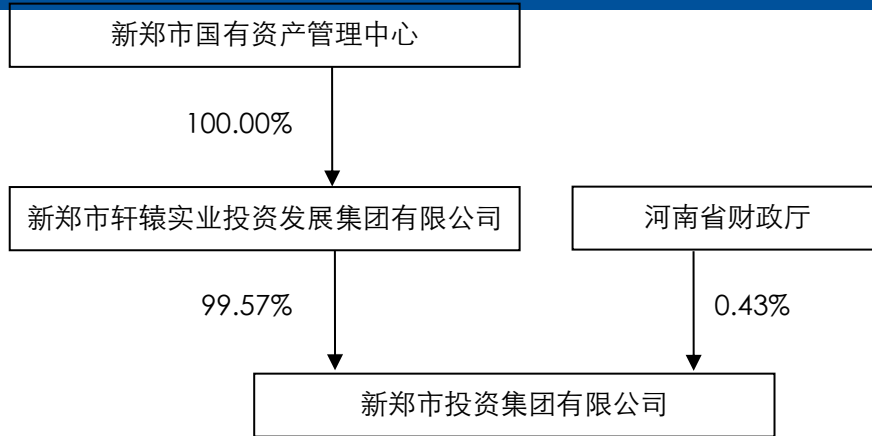 新郑市国有资产管理中心
100.00%
新郑市轩辕实业投资发展集团有限公司
河南省财政厅
99.57%
0.43%
新郑市投资集团有限公司